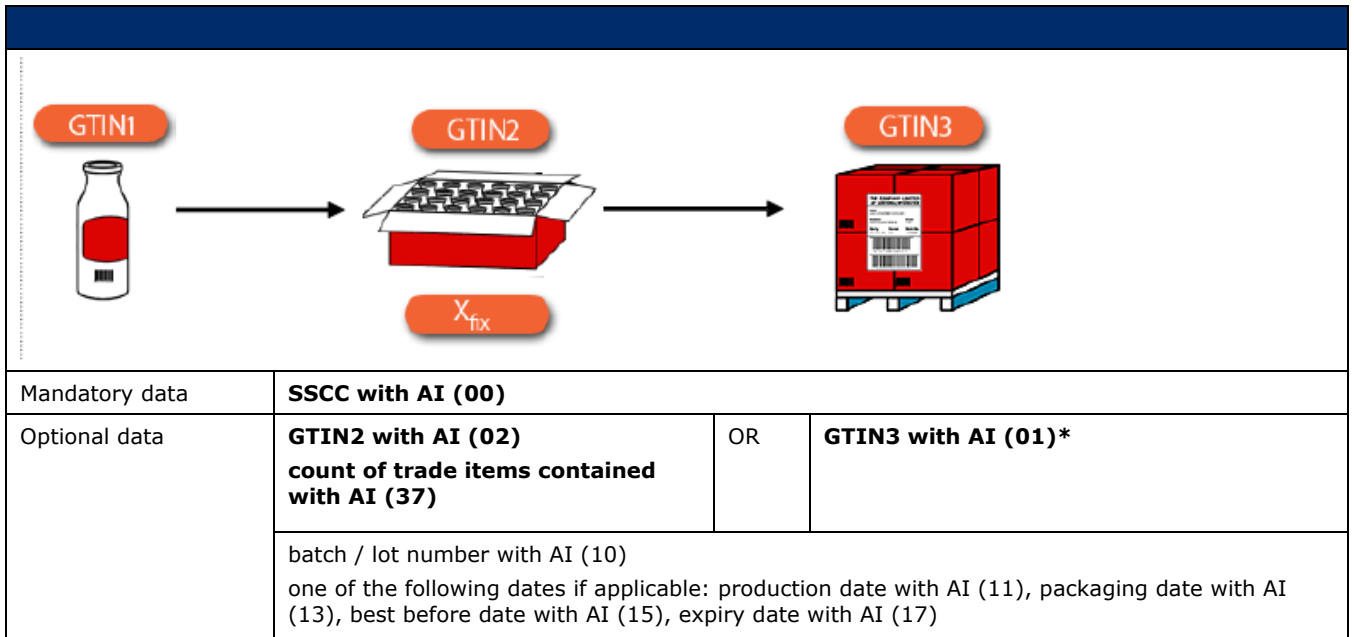 GTIN1
GTIN2
GTIN3
X fix
Mandatory data
SSCC with AI (00)
Optional data
GTIN2 with AI (02)
count of trade items contained
with AI (37)
OR
GTIN3 with AI (01)*
batch / lot number with AI (10)
one of the following dates if applicable: production date with AI (11), packaging date with AI
(13), best before date with AI (15), expiry date with AI (17)